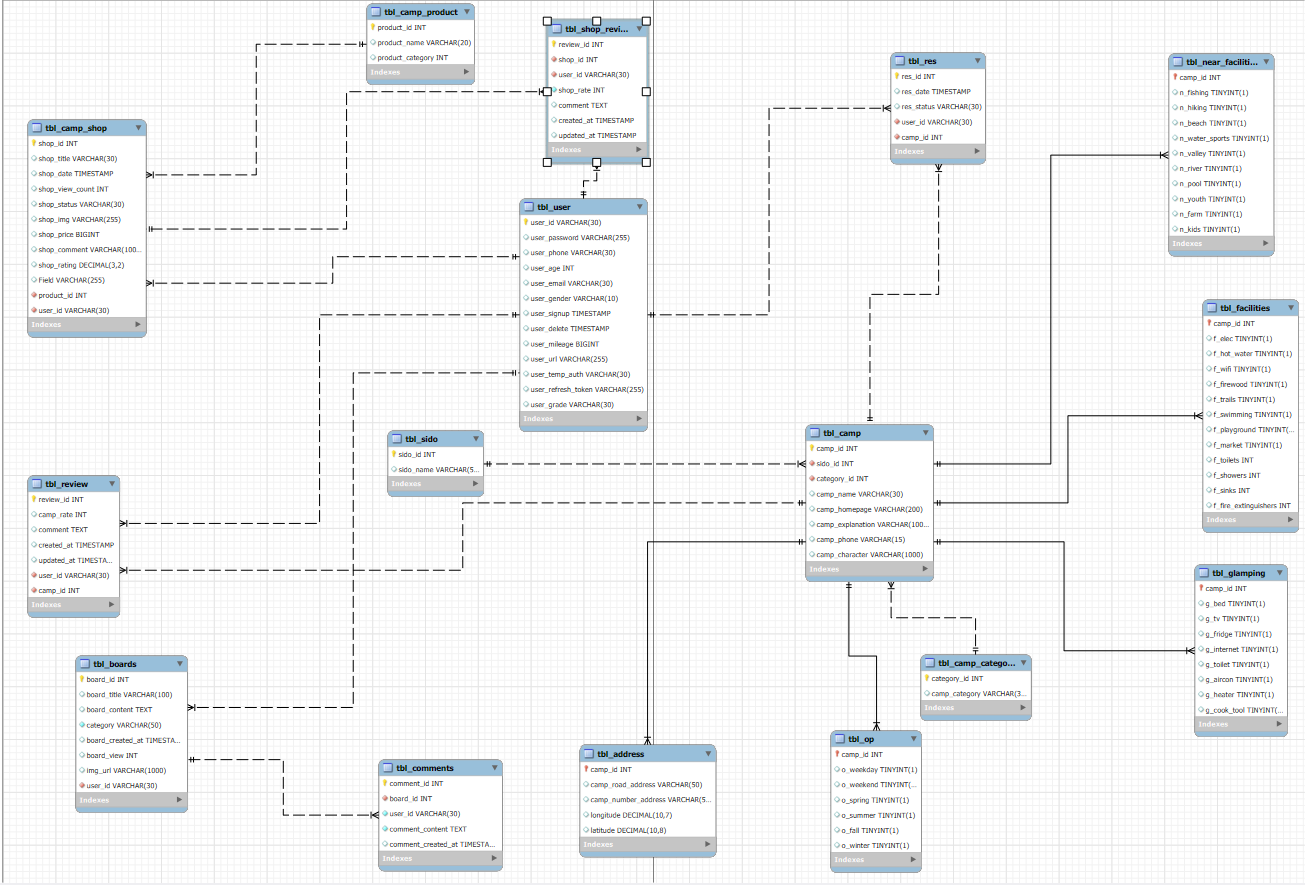 tbl_camp_product
product_id INT
product_name VARCHAR(20)
product_category INT
Indexes
tbl_shop_revi...
review_id INT
shop_id INT
user_id VARCHAR(30)
shop_rate INT
comment TEXT
created_at TIMESTAMP
updated_at TIMESTAMP
Indexes
tbl_res
res_id INT
res_date TIMESTAMP
res_status VARCHAR(30)
user_id VARCHAR(30)
camp_id INT
Indexes
tbl_near_faciliti...
camp_id INT
n_fishing TINYINT(1)
n_hiking TINYINT(1)
n_beach TINYINT(1)
n_water_sports TINYINT(1)
n_valley TINYINT(1)
n_river TINYINT(1)
n_pool TINYINT(1)
n_youth TINYINT(1)
n_farm TINYINT(1)
n_kids TINYINT(1)
Indexes
tbl_camp_shop
shop_id INT
shop_title VARCHAR(30)
shop_date TIMESTAMP
shop_view_count INT
shop_status VARCHAR(30)
shop_img VARCHAR(255)
shop_price BIGINT
shop_comment VARCHAR(100...
shop_rating DECIMAL(3,2)
Field VARCHAR(255)
product_id INT
user_id VARCHAR(30)
Indexes
tbl_user
user_id VARCHAR(30)
user_password VARCHAR(255)
user_phone VARCHAR(30)
user_age INT
user_email VARCHAR(30)
user_gender VARCHAR(10)
user_signup TIMESTAMP
user_delete TIMESTAMP
user_mileage BIGINT
user_url VARCHAR(255)
user_temp_auth VARCHAR(30)
user_refresh_token VARCHAR(255)
user_grade VARCHAR(30)
Indexes
tbl_facilities
camp_id INT
f_elec TINYINT(1)
f_hot_water TINYINT(1)
f_wifi TINYINT(1)
f_firewood TINYINT(1)
f_trails TINYINT(1)
f_swimming TINYINT(1)
f_playground TINYINT(...
f_market TINYINT(1)
f_toilets INT
f_showers INT
f_sinks INT
f_fire_extinguishers INT
Indexes
tbl_sido
sido_id INT
sido_name VARCHAR(5...
Indexes
tbl_camp
camp_id INT
sido_id INT
category_id INT
camp_name VARCHAR(30)
camp_homepage VARCHAR(200)
camp_explanation VARCHAR(100...
camp_phone VARCHAR(15)
camp_character VARCHAR(1000)
Indexes
tbl_review
review_id INT
camp_rate INT
comment TEXT
created_at TIMESTAMP
updated_at TIMESTA...
user_id VARCHAR(30)
camp_id INT
Indexes
tbl_glamping
camp_id INT
g_bed TINYINT(1)
g_tv TINYINT(1)
g_fridge TINYINT(1)
g_internet TINYINT(1)
g_toilet TINYINT(1)
g_aircon TINYINT(1)
g_heater TINYINT(1)
g_cook_tool TINYINT(...
Indexes
tbl_boards
board_id INT
board_title VARCHAR(100)
board_content TEXT
category VARCHAR(50)
board_created_at TIMESTA...
board_view INT
img_url VARCHAR(1000)
user_id VARCHAR(30)
Indexes
tbl_camp_catego...
category_id INT
camp_category VARCHAR(3...
Indexes
tbl_comments
comment_id INT
board_id INT
user_id VARCHAR(30)
comment_content TEXT
comment_created_at TIMESTA...
Indexes
tbl_address
camp_id INT
camp_road_address VARCHAR(50)
camp_number_address VARCHAR(5...
longitude DECIMAL(10,7)
latitude DECIMAL(10,8)
Indexes
tbl_op
camp_id INT
o_weekday TINYINT(1)
o_weekend TINYINT(...
o_spring TINYINT(1)
o_summer TINYINT(1)
o_fall TINYINT(1)
o_winter TINYINT(1)
Indexes